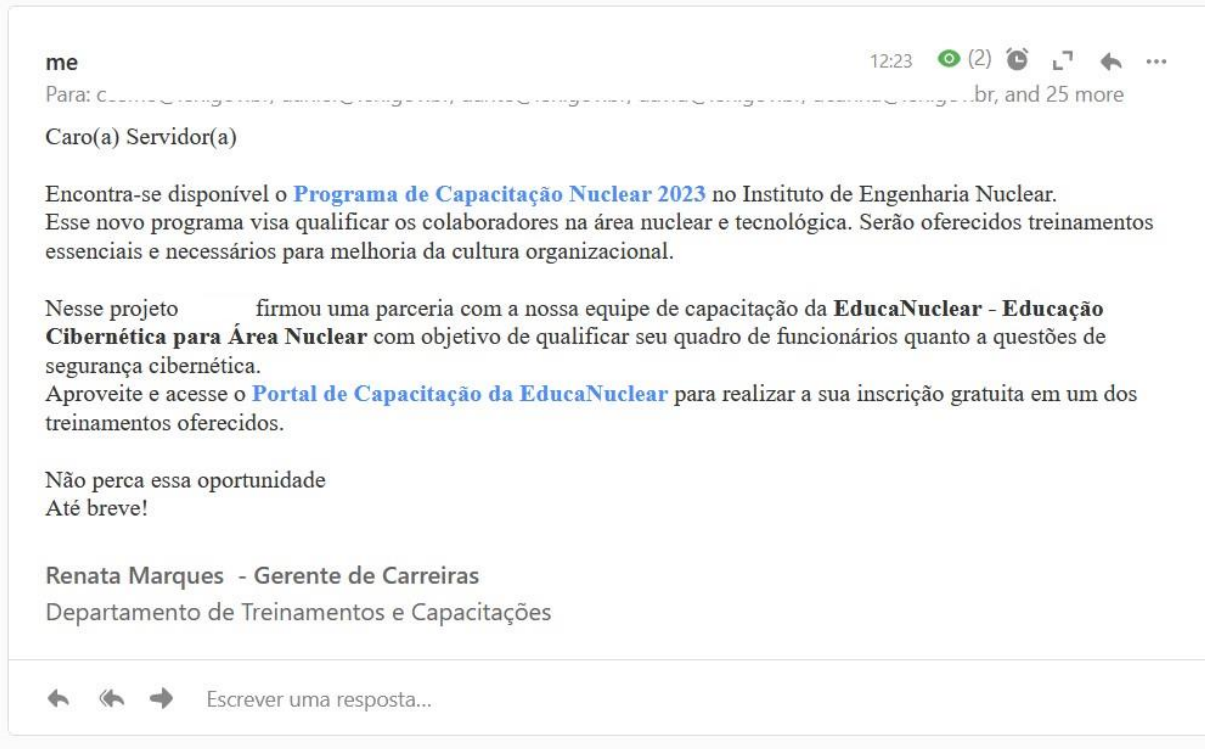 me
12:23 (2)
Para: br, and 25 more
Caro(a) Servidor(a)
Encontra-se disponível o Programa de Capacitação Nuclear 2023 no Instituto de Engenharia Nuclear.
Esse novo programa visa qualificar os colaboradores na área nuclear e tecnológica. Serão oferecidos treinamentos
essenciais e necessários para melhoria da cultura organizacional.
Nesse projeto firmou uma parceria com a nossa equipe de capacitação da EducaNuclear - Educação
Cibernética para Área Nuclear com objetivo de qualificar seu quadro de funcionários quanto a questões de
segurança cibernética.
Aproveite e acesse o Portal de Capacitação da EducaNuclear para realizar a sua inscrição gratuita em um dos
treinamentos oferecidos.
Não perca essa oportunidade
Até breve!
Renata Marques - Gerente de Carreiras
Departamento de Treinamentos e Capacitações
Escrever uma resposta...